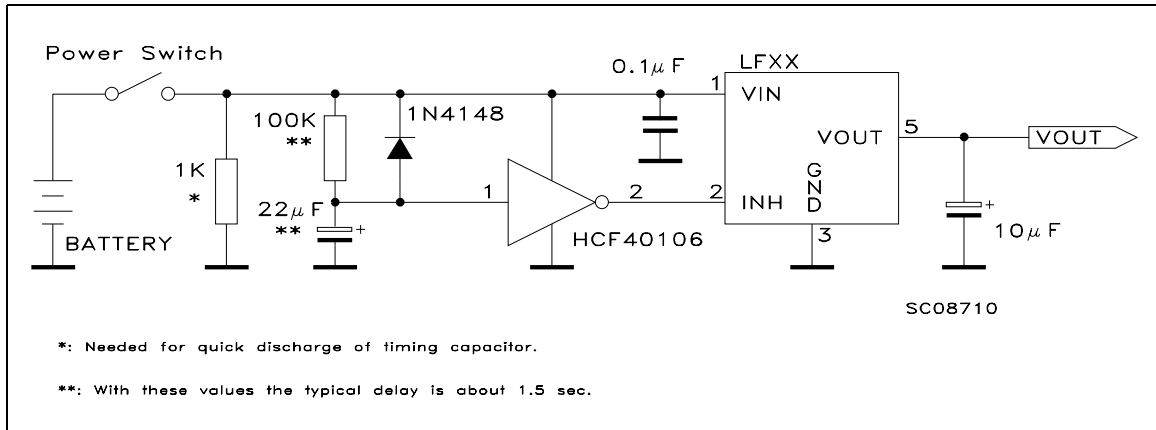 Power Switch
LFXX
0.1μF
1
VIN
1N4148
100K
**
VOUT
5
VOUT
1K
*
1
2
2
INH
GND
22μF
**
+
+
BATTERY
HCF40106
3
10μF
SC08710
*: Needed for quick discharge of timing capacitor.
**: With these values the typical delay is about 1.5 sec.